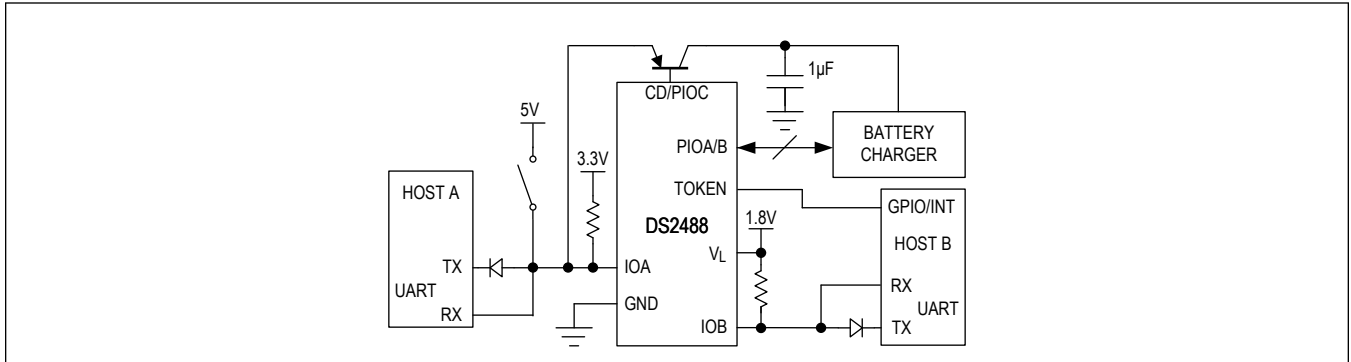 1µF
CD/PIOC
5V
BATTERY
CHARGER
PIOA/B
3.3V
HOST A
TOKEN
GPIO/INT
DS2488
1.8V
HOST B
VL
TX
IOA
UART
RX
GND
RX
UART
IOB
TX